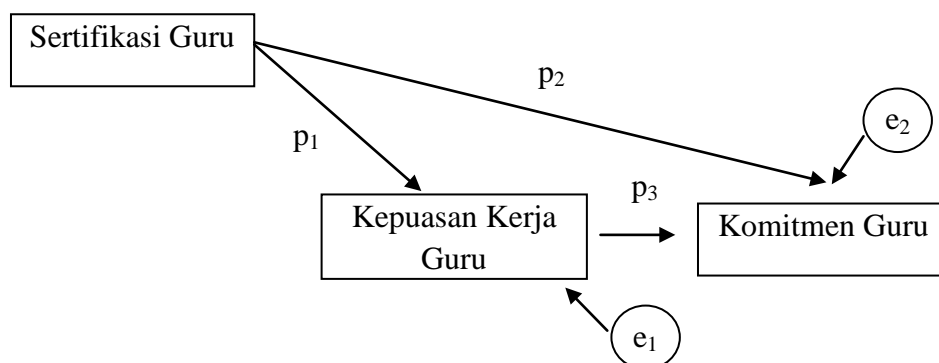 Sertifikasi Guru
p₂
e₂
p₁
p₃
Kepuasan Kerja
Guru
Komitmen Guru
e₁